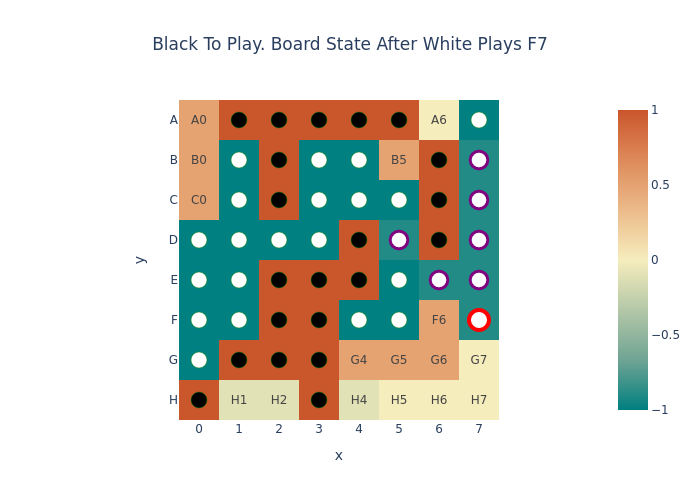 Black To Play. Board State After White Plays F7
A A0 A6
B B0 B5
C C0
D
E
F F6
G G4 G5 G6 G7
H H1 H2 H4 H5 H6 H7
0 1 2 3 4 5 6 7
x
y
1
0.5
0
−0.5
−1